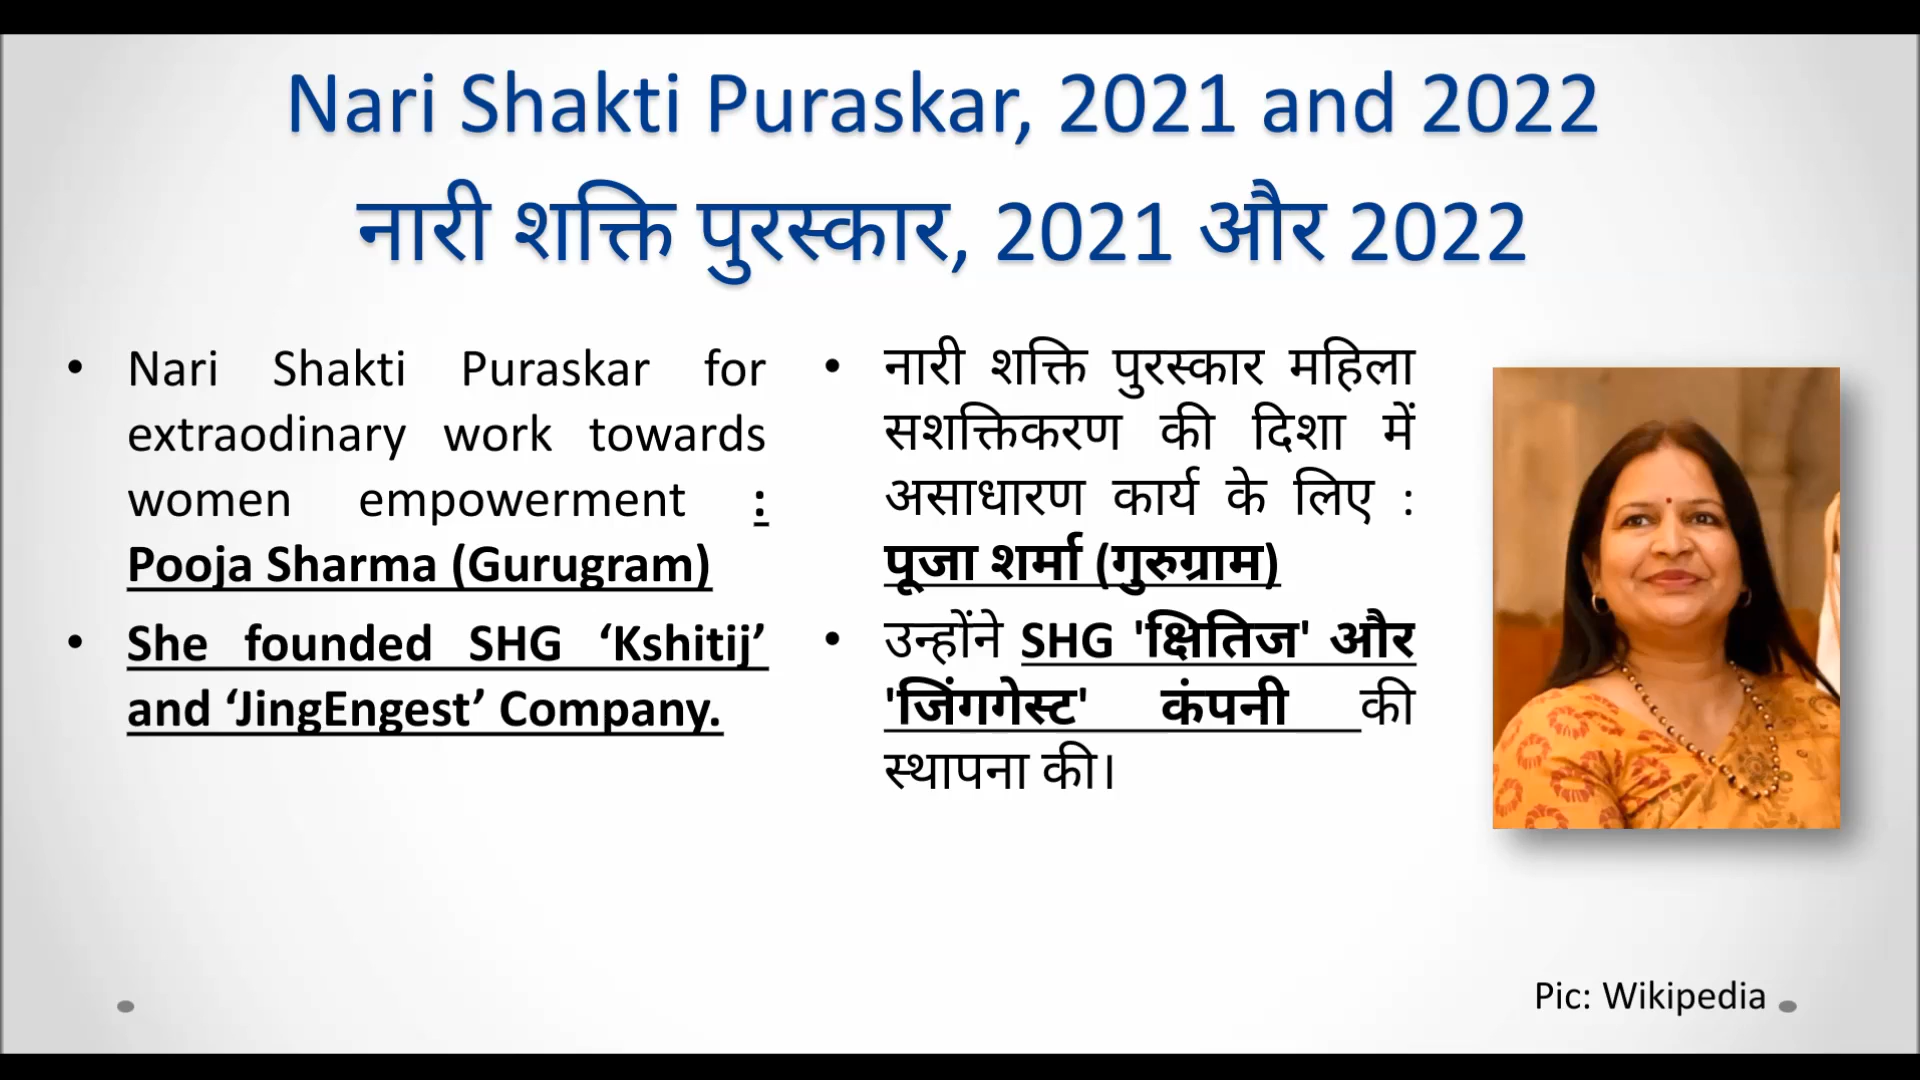 Nari Shakti Puraskar, 2021 and 2022
नारी शक्ति पुरस्कार, 2021 और 2022
• Nari Shakti Puraskar for
extraodinary work towards
women empowerment :
Pooja Sharma (Gurugram)
• She founded SHG ‘Kshitij’
and ‘JingEngest’ Company.
• नारी शक्ति पुरस्कार महिला
सशक्तिकरण की दिशा में
असाधारण कार्य के लिए :
पूजा शर्मा (गुरुग्राम)
• उन्होंने SHG 'क्षितिज' और
'जिंगगेस्ट' कंपनी की
स्थापना की।
Pic: Wikipedia